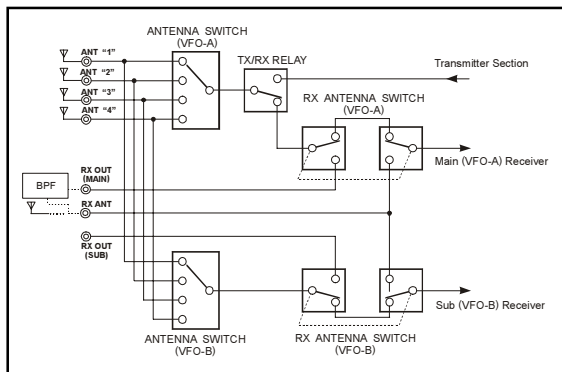 ANTENNA SWITCH
(VFO-A)
ANT “1”
ANT “2”
ANT “3”
ANT “4”
TX/RX RELAY
Transmitter Section
RX ANTENNA SWITCH
(VFO-A)
Main (VFO-A) Receiver
RX OUT
(MAIN)
BPF
RX ANT
RX OUT
(SUB)
Sub (VFO-B) Receiver
ANTENNA SWITCH
(VFO-B)
RX ANTENNA SWITCH
(VFO-B)